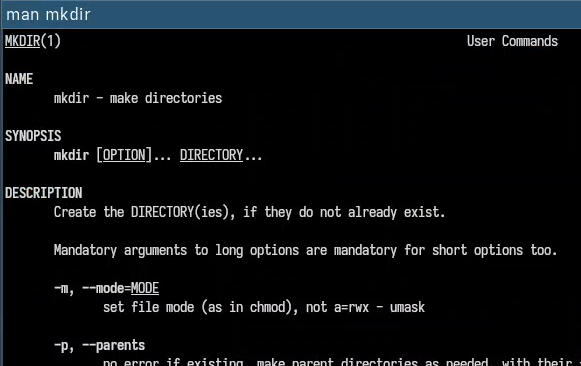 man mkdir
MKDIR(1) User Commands
NAME
mkdir - make directories
SYNOPSIS
mkdir [OPTION]... DIRECTORY...
DESCRIPTION
Create the DIRECTORY(ies), if they do not already exist.
Mandatory arguments to long options are mandatory for short options too.
-m, --mode=MODE
set file mode (as in chmod), not a=rwx - umask
-p, --parents
no error if existing, make parent directories as needed, with their